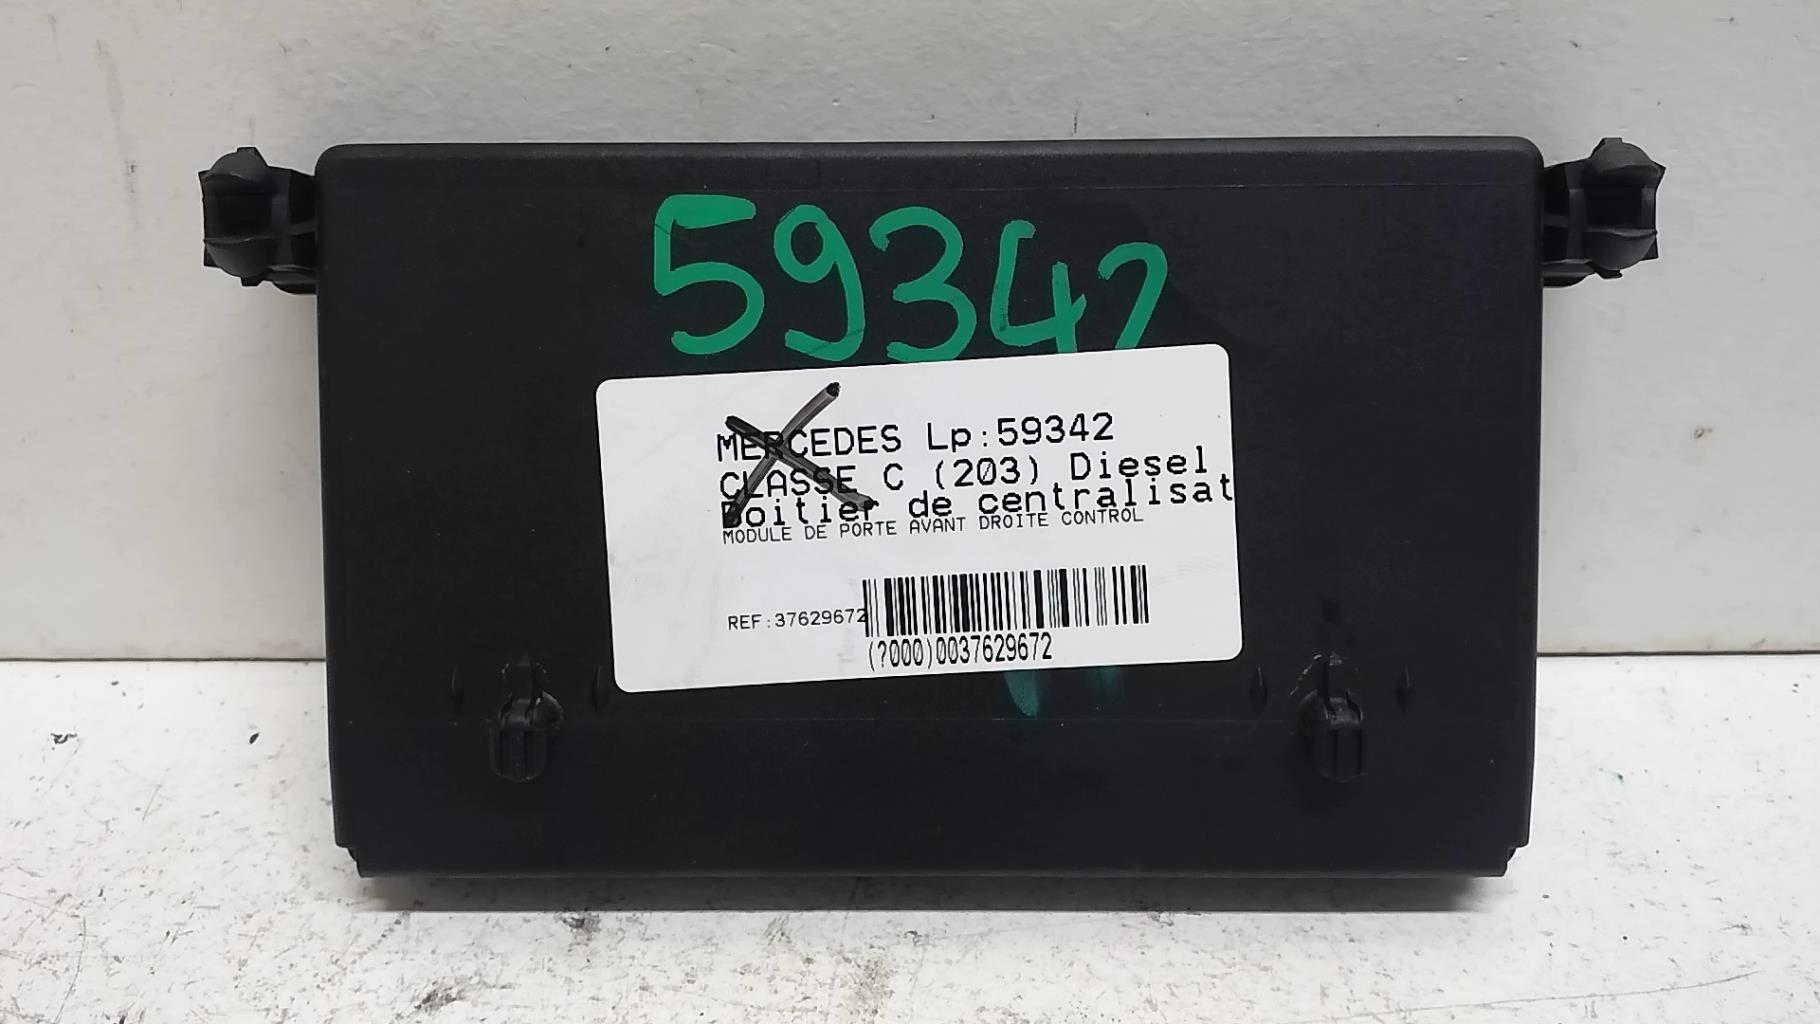 59342
MERCEDES Lp:59342
CLASSE C (203) Diesel
Boitier de centralisat
MODULE DE PORTE AVANT DROITE CONTROL
REF:37629672
(?000)0037629672